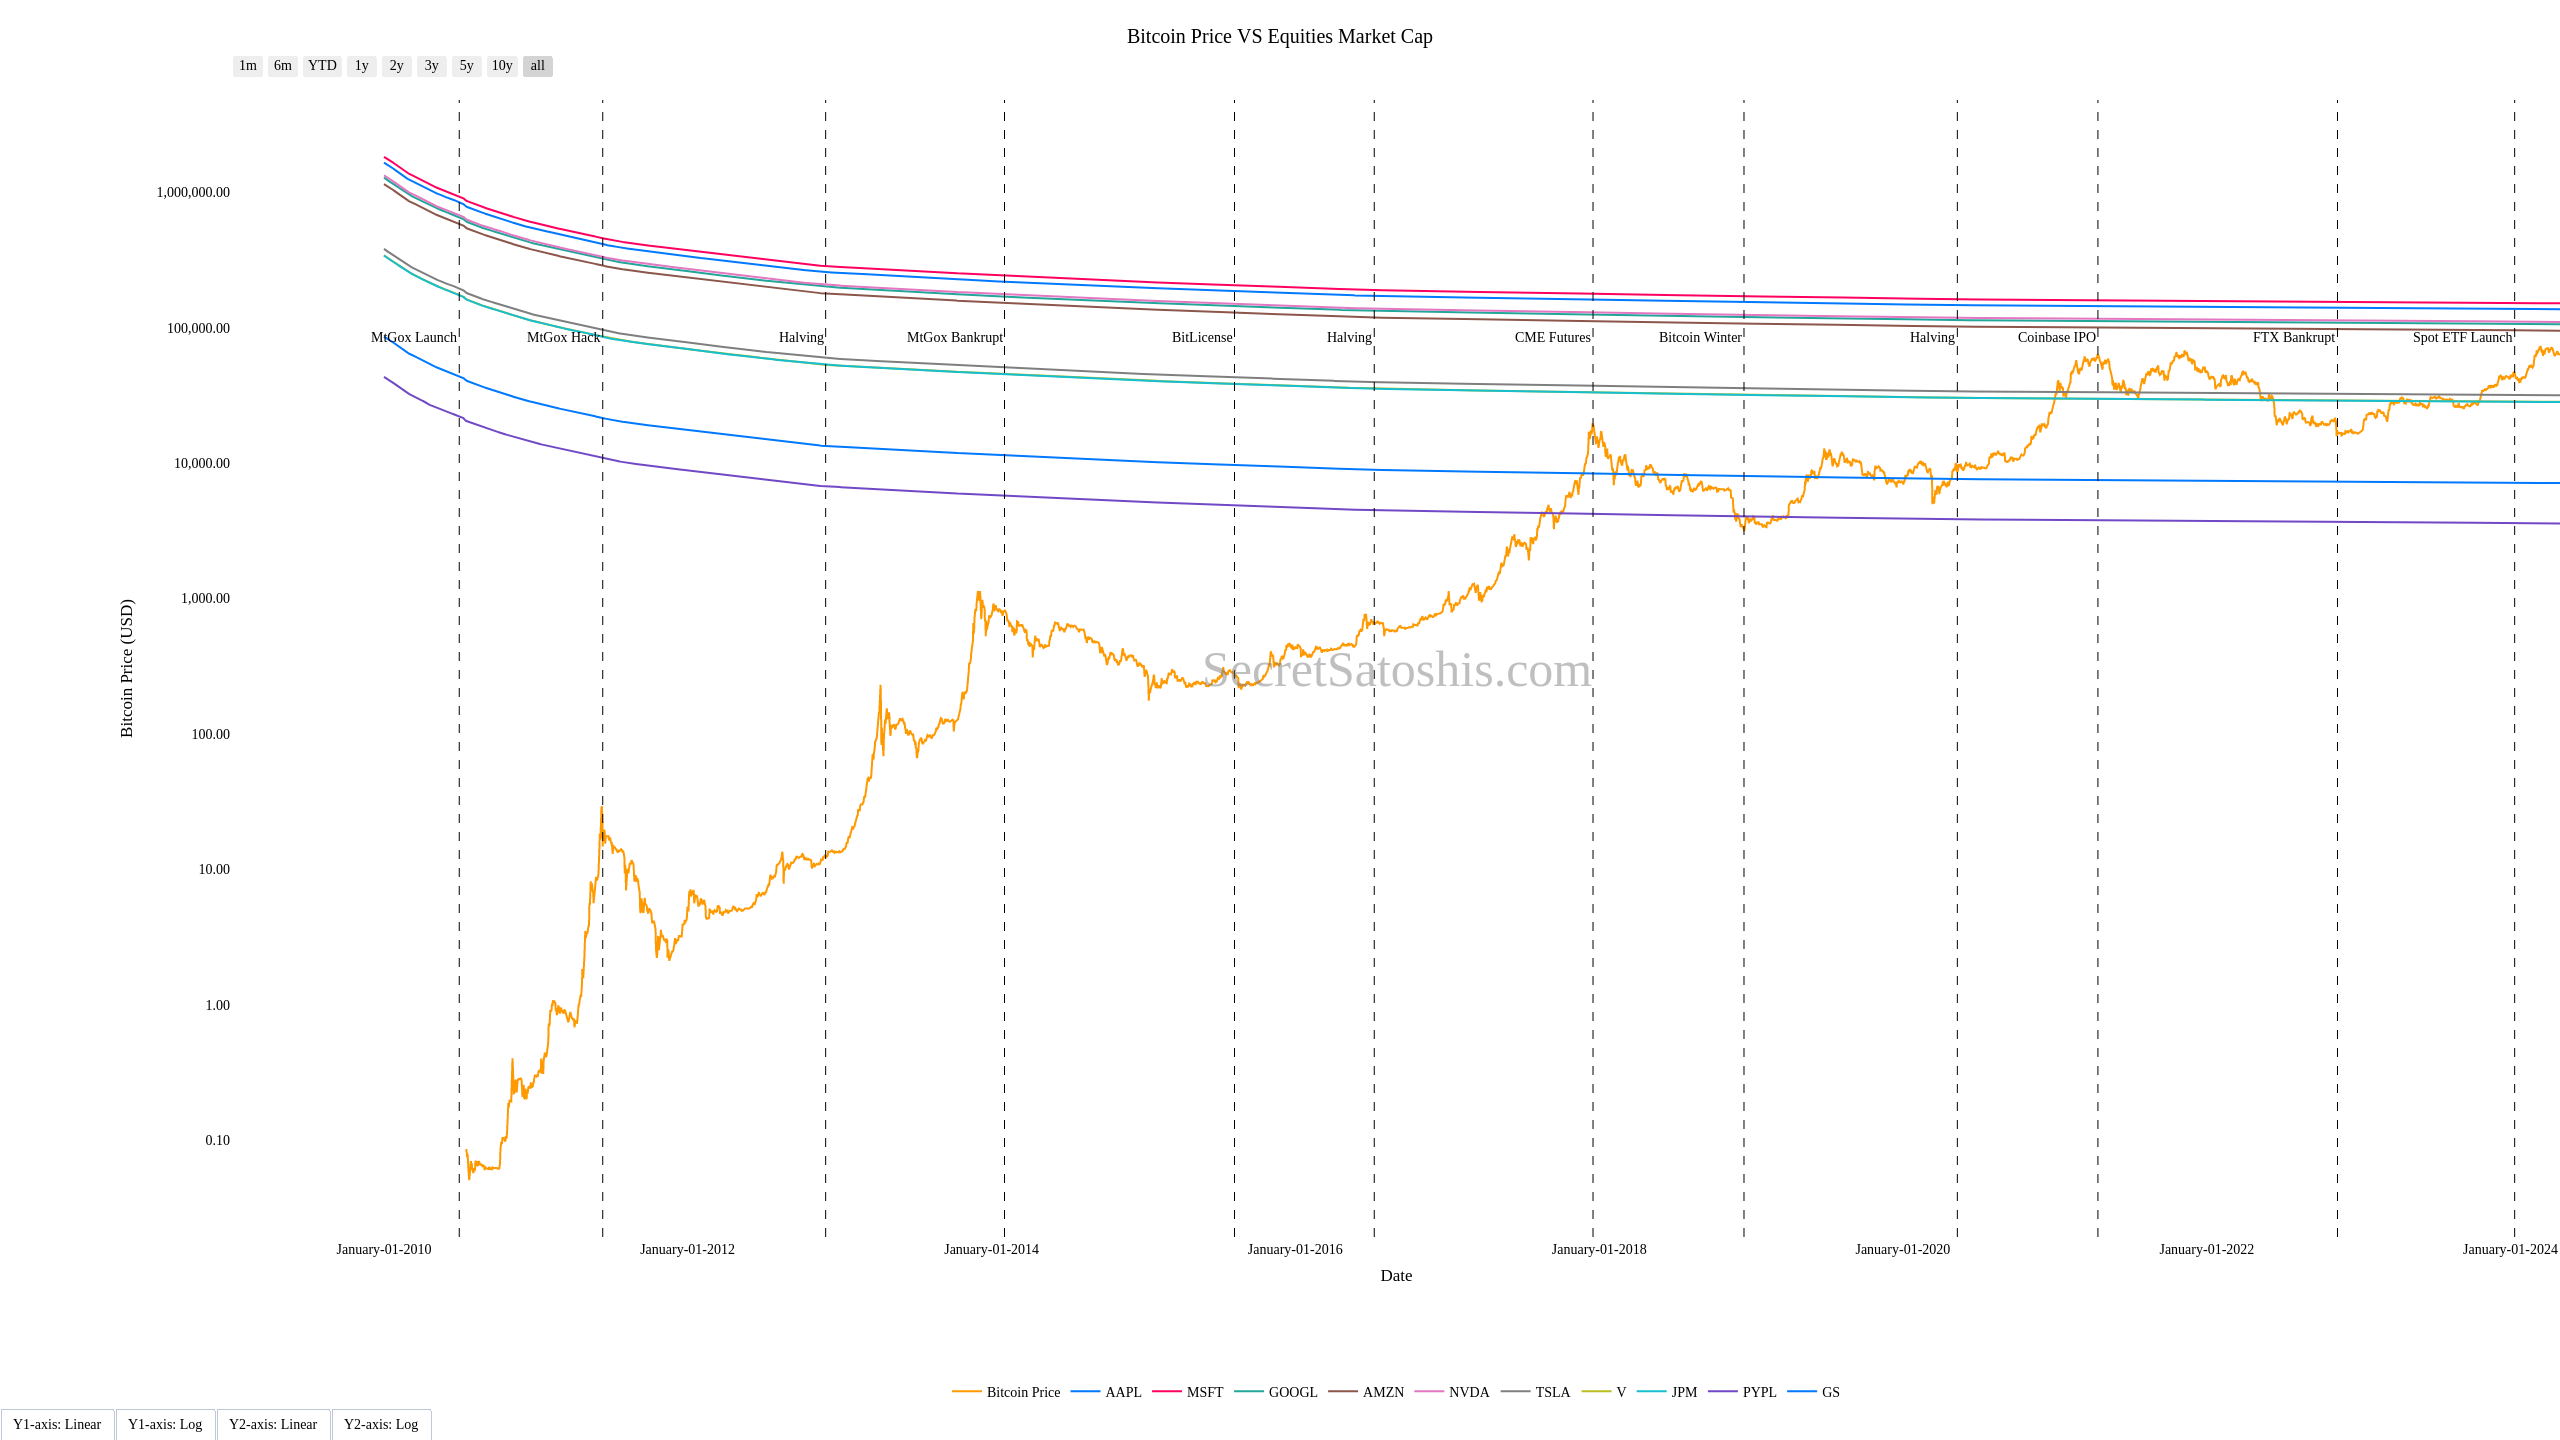 Bitcoin Price VS Equities Market Cap
1m 6m YTD 1y 2y 3y 5y 10y all
1,000,000.00
100,000.00
MtGox Launch MtGox Hack Halving MtGox Bankrupt BitLicense Halving CME Futures Bitcoin Winter Halving Coinbase IPO FTX Bankrupt Spot ETF Launch
10,000.00
1,000.00
Bitcoin Price (USD)
SecretSatoshis.com
100.00
10.00
1.00
0.10
January-01-2010 January-01-2012 January-01-2014 January-01-2016 January-01-2018 January-01-2020 January-01-2022 January-01-2024
Date
Bitcoin Price AAPL MSFT GOOGL AMZN NVDA TSLA V JPM PYPL GS
Y1-axis: Linear Y1-axis: Log Y2-axis: Linear Y2-axis: Log